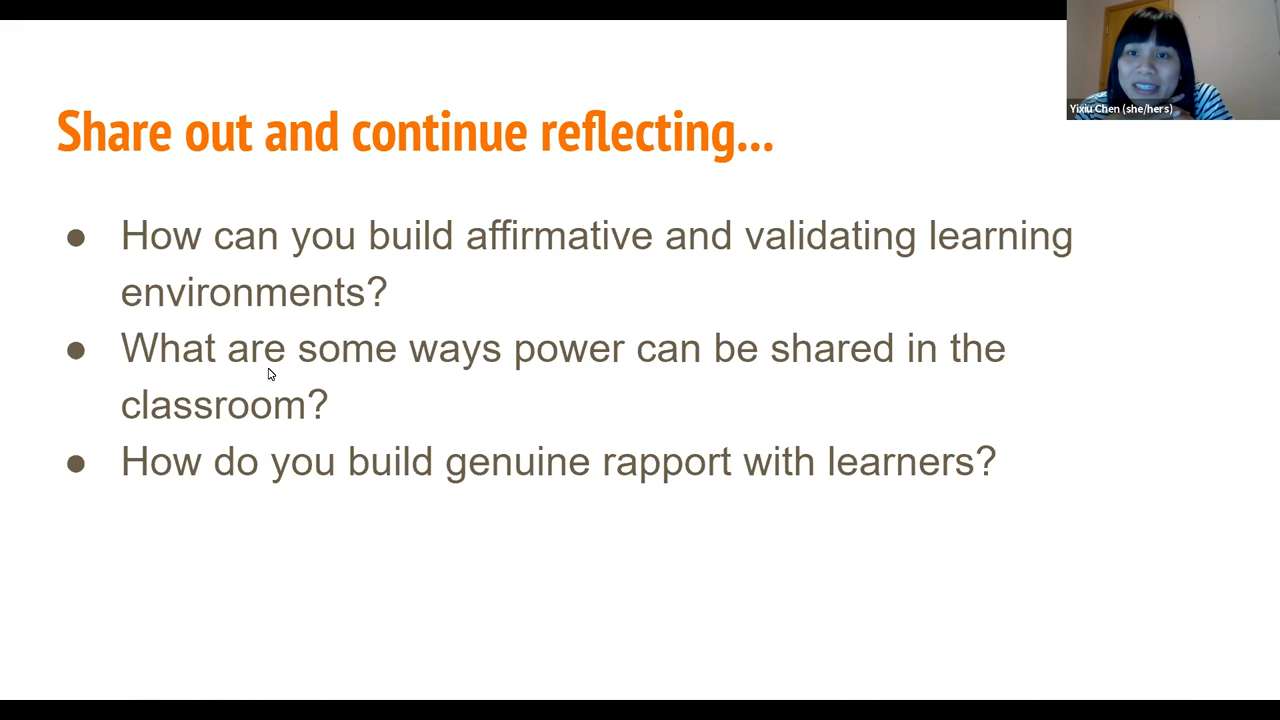 Yixiu Chen (she/hers)
Share out and continue reflecting...
● How can you build affirmative and validating learning
environments?
● What are some ways power can be shared in the
classroom?
● How do you build genuine rapport with learners?